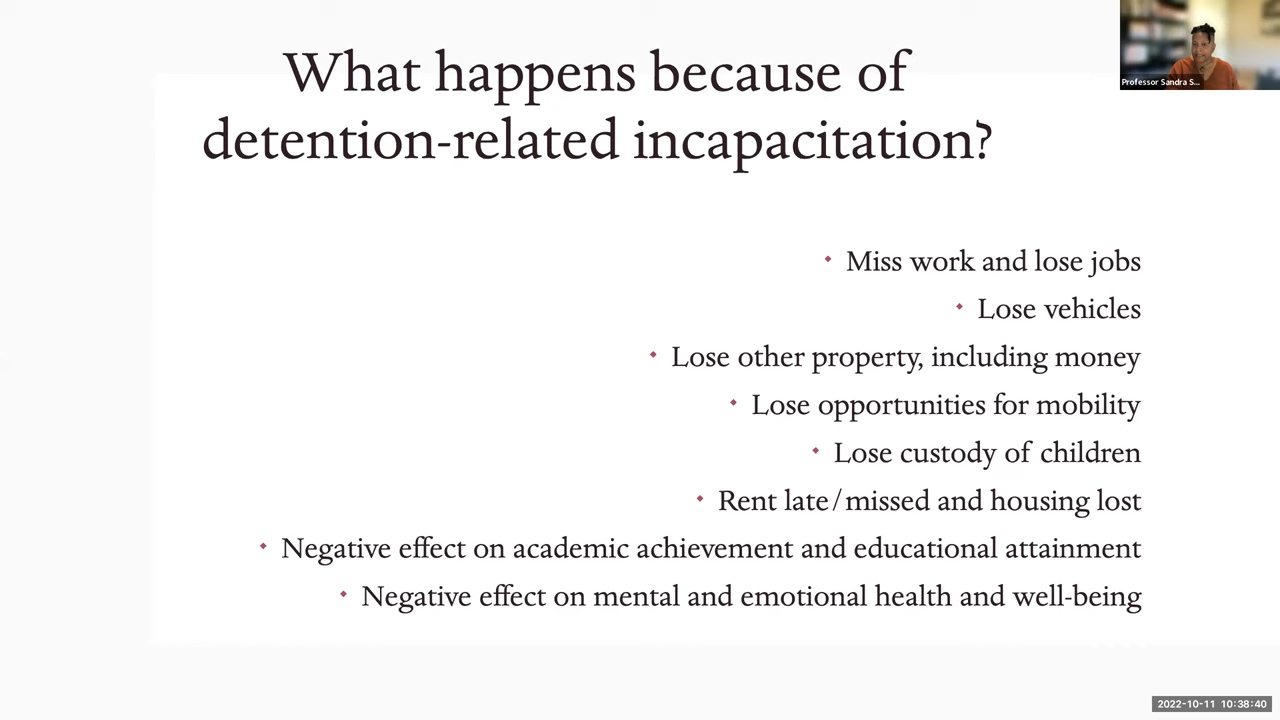 What happens because of
detention-related incapacitation?
Professor Sandra S...
Miss work and lose jobs
Lose vehicles
Lose other property, including money
Lose opportunities for mobility
Lose custody of children
Rent late/missed and housing lost
Negative effect on academic achievement and educational attainment
Negative effect on mental and emotional health and well-being
2022-10-11 10:38:40